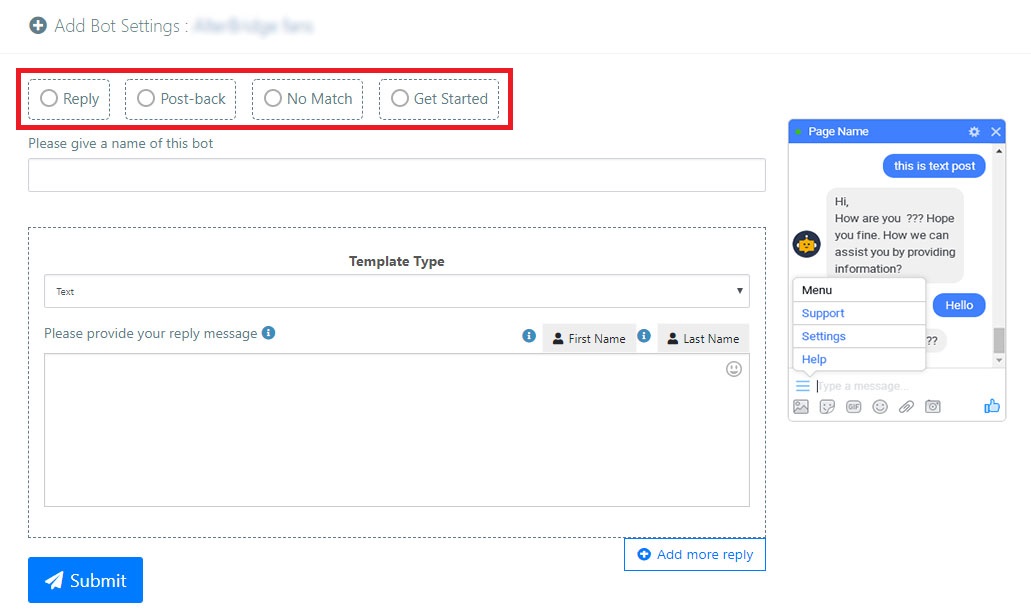 Add Bot Settings :
Reply
Post-back
No Match
Get Started
Please give a name of this bot
Template Type
Text
Please provide your reply message
First Name
Last Name
Add more reply
Submit
Page Name
this is text post
Hi,
How are you ??? Hope
you fine. How we can
assist you by providing
information?
Hello
??
Menu
Support
Settings
Help
Type a message...
GIF